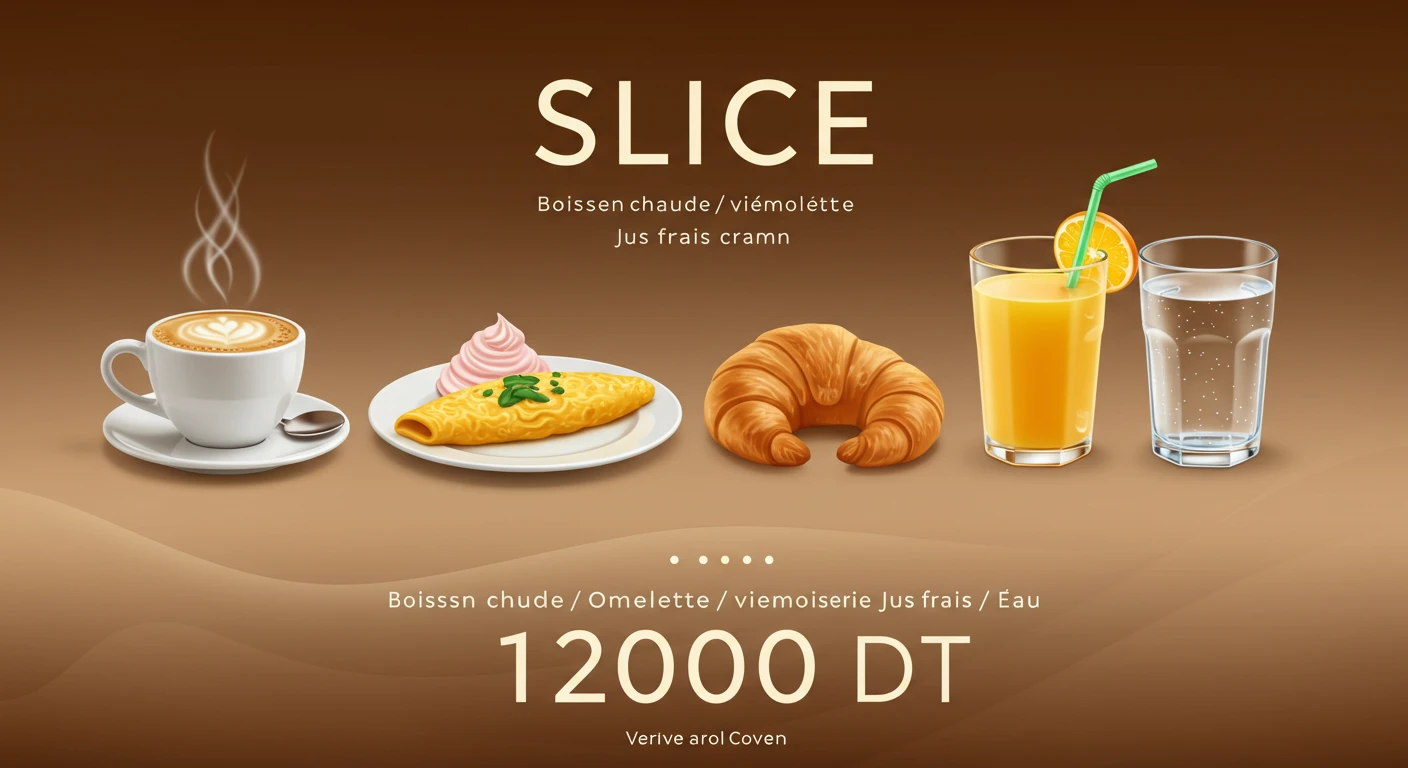 SLICE
Boissen chaude / viémolétte
Jus frais cramn
Boisssn chude / Omelette / viemoiserie Jus frais / Éau
12000 DT
Verive arol Coven